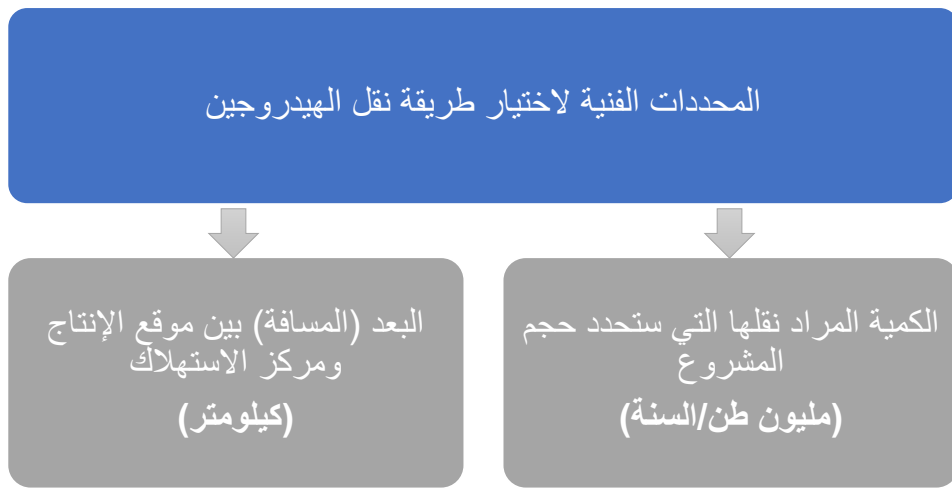 المحددات الفنية لاختيار طريقة نقل الهيدروجين
الكمية المراد نقلها التي ستحدد حجم
المشروع
(مليون طن/السنة)
البعد (المسافة) بين موقع الإنتاج
ومركز الاستهلاك
(كيلومتر)